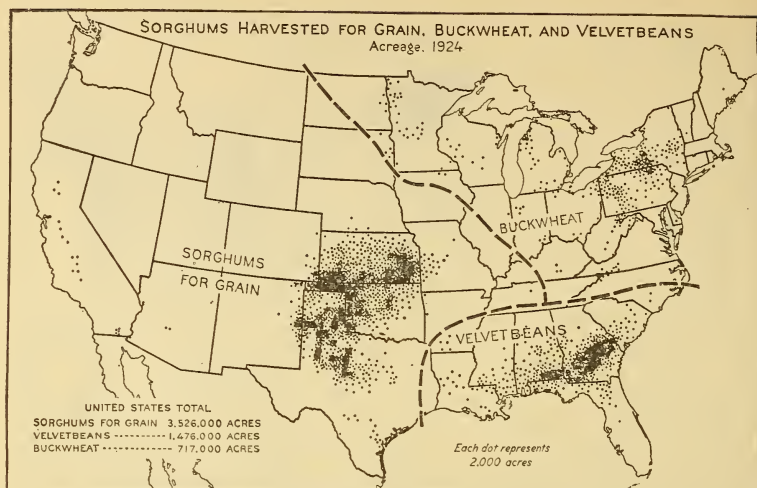 SORGHUMS HARVESTED FOR GRAIN, BUCKWHEAT, AND VELVETBEANS
Acreage, 1924
BUCKWHEAT
SORGHUMS
FOR GRAIN
VELVETBEANS
UNITED STATES TOTAL
SORGHUMS FOR GRAIN 3,526,000 ACRES
VELVETBEANS ---------- 1,476,000 ACRES
BUCKWHEAT ------------ 717,000 ACRES
Each dot represents
2,000 acres